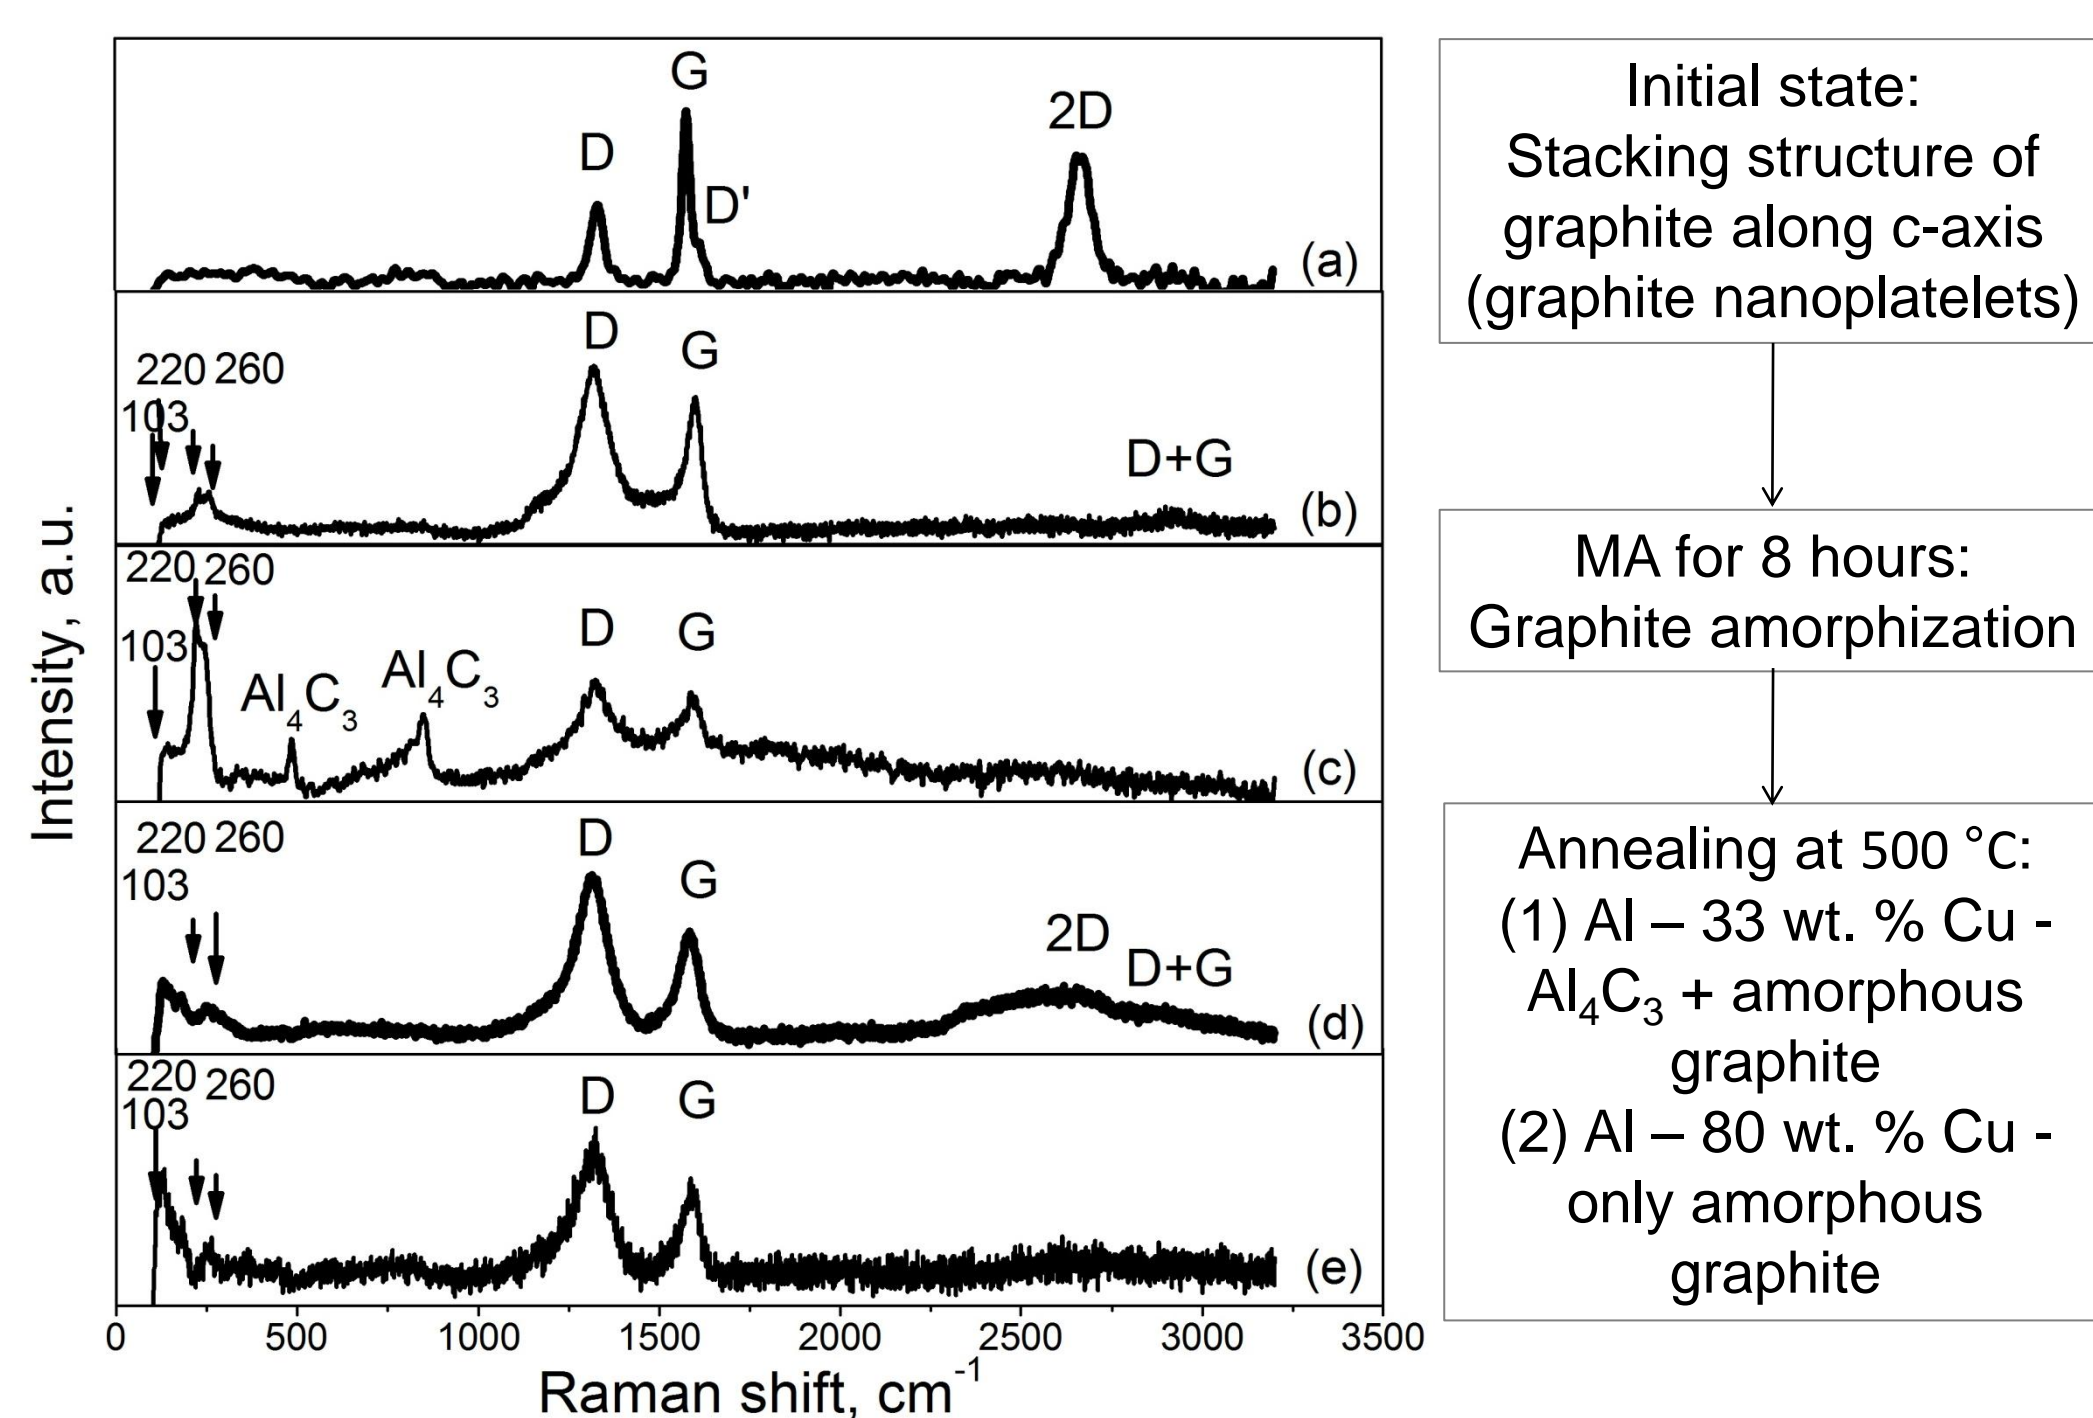 Intensity, a.u.
G
D
2D
D'
(a)
D
G
220 260
103
D+G
(b)
220 260
103
Al₄C₃
Al₄C₃
D
G
(c)
220 260
103
D
G
2D
D+G
(d)
220 260
103
D
G
(e)
0 500 1000 1500 2000 2500 3000 3500
Raman shift, cm⁻¹
Initial state:
Stacking structure of
graphite along c-axis
(graphite nanoplatelets)
MA for 8 hours:
Graphite amorphization
Annealing at 500 °C:
(1) Al – 33 wt. % Cu -
Al₄C₃ + amorphous
graphite
(2) Al – 80 wt. % Cu -
only amorphous
graphite